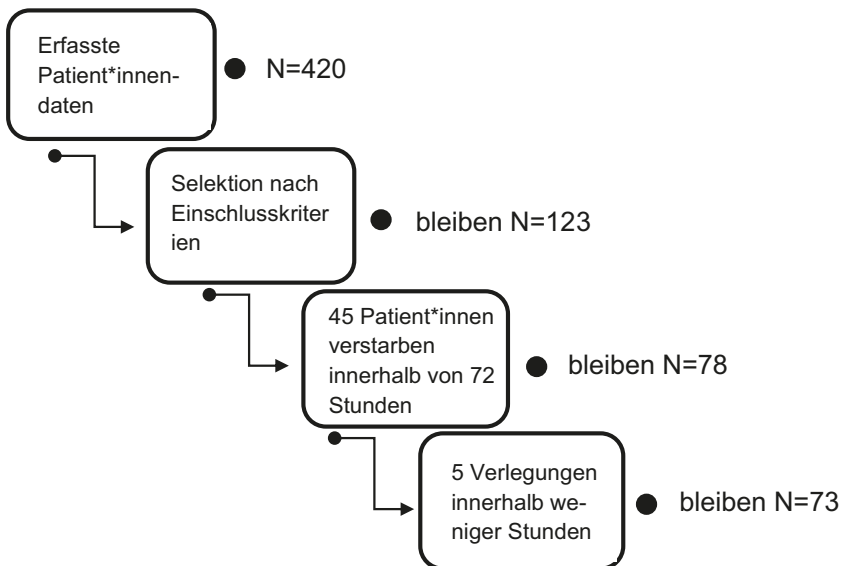 Erfasste
Patient*innen-
daten
N=420
Selektion nach
Einschlusskriter
ien
bleiben N=123
45 Patient*innen
verstarben
innerhalb von 72
Stunden
bleiben N=78
5 Verlegungen
innerhalb we-
niger Stunden
bleiben N=73